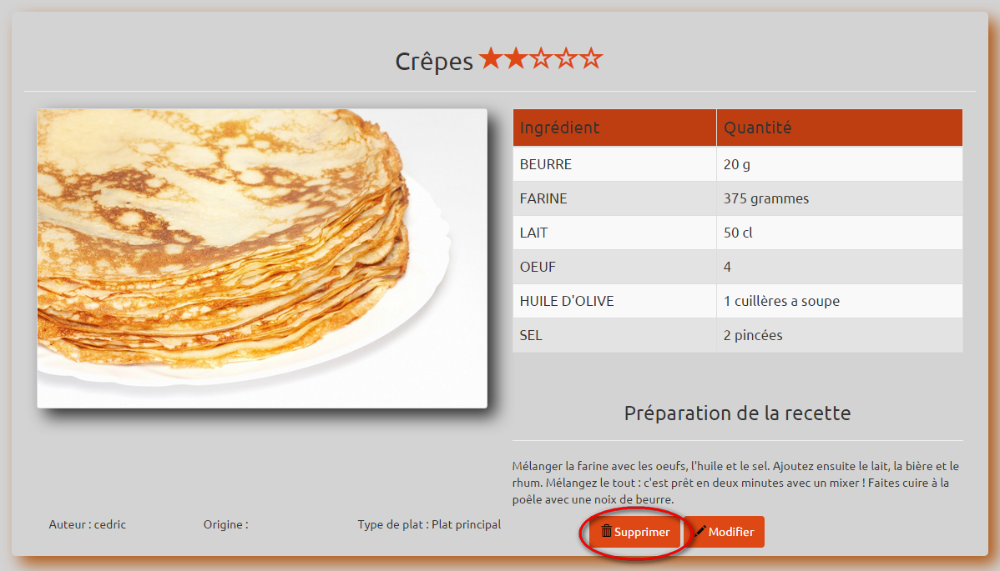 Crêpes
Ingrédient Quantité
BEURRE 20 g
FARINE 375 grammes
LAIT 50 cl
OEUF 4
HUILE D'OLIVE 1 cuillères a soupe
SEL 2 pincées
Préparation de la recette
Mélanger la farine avec les oeufs, l'huile et le sel. Ajoutez ensuite le lait, la bière et le
rhum. Mélangez le tout : c'est prêt en deux minutes avec un mixer ! Faites cuire à la
poêle avec une noix de beurre.
Auteur : cedric Origine : Type de plat : Plat principal
Supprimer Modifier